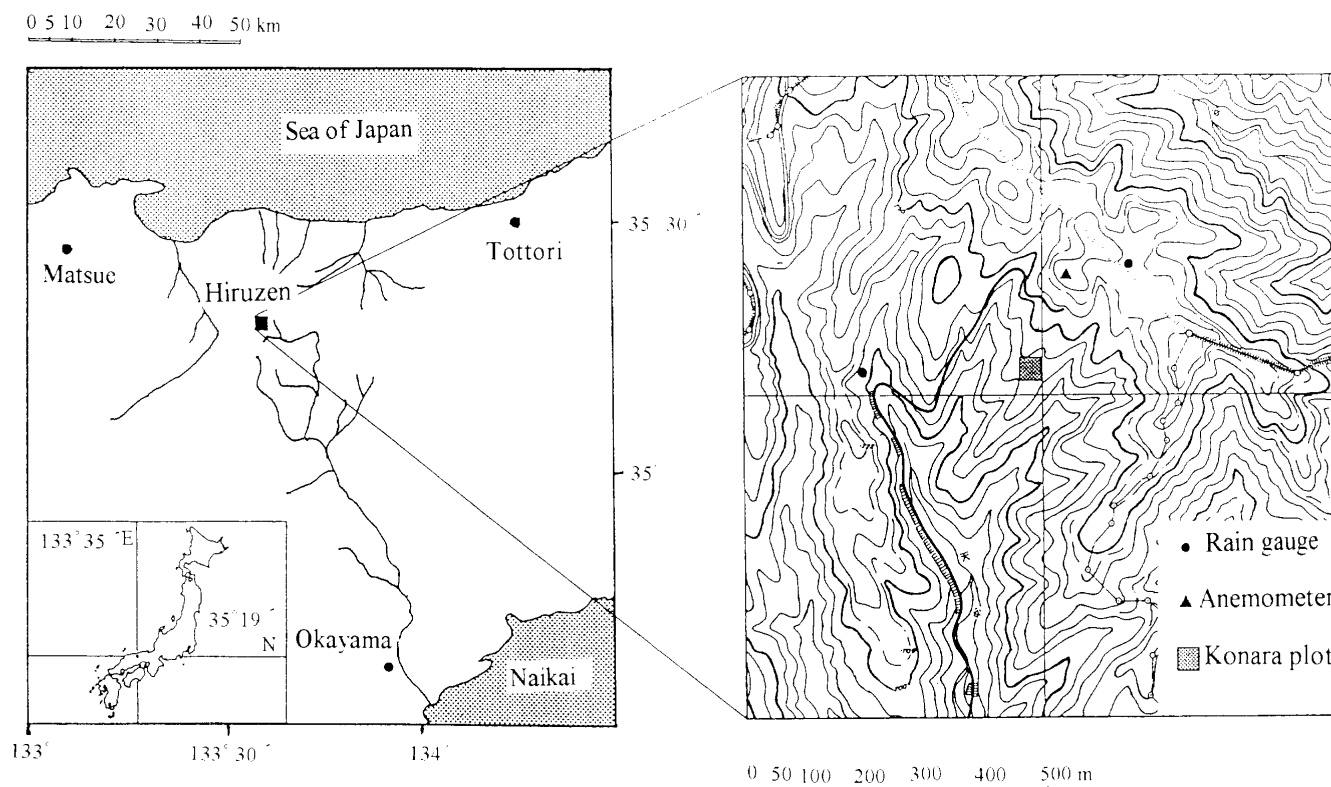 0 5 10 20 30 40 50 km
Sea of Japan
35° 30´
Tottori
Matsue
Hiruzen
35°
133° 35´ E
35° 19´
N
Okayama
Naikai
133°
133° 30´
134°
Rain gauge
Anemometer
Konara plot
700
0 50 100 200 300 400 500 m